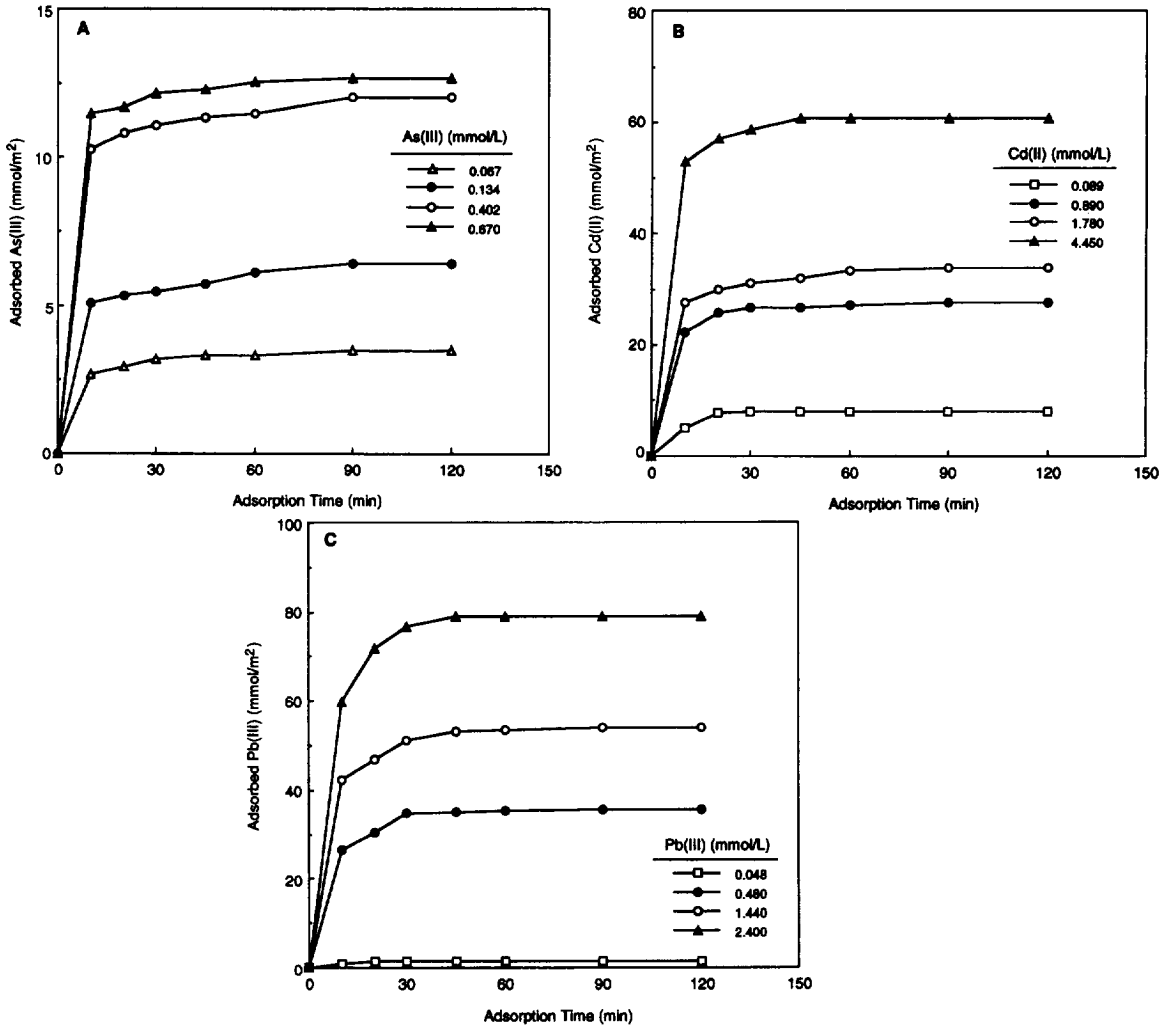 A
15
10
5
0
Adsorbed As(III) (mmol/m²)
As(III) (mmol/L)
0.067
0.134
0.402
0.670
0 30 60 90 120 150
Adsorption Time (min)
B
80
60
40
20
0
Adsorbed Cd(II) (mmol/m²)
Cd(II) (mmol/L)
0.089
0.890
1.780
4.450
0 30 60 90 120 150
Adsorption Time (min)
C
100
80
60
40
20
0
Adsorbed Pb(III) (mmol/m²)
Pb(III) (mmol/L)
0.048
0.480
1.440
2.400
0 30 60 90 120 150
Adsorption Time (min)